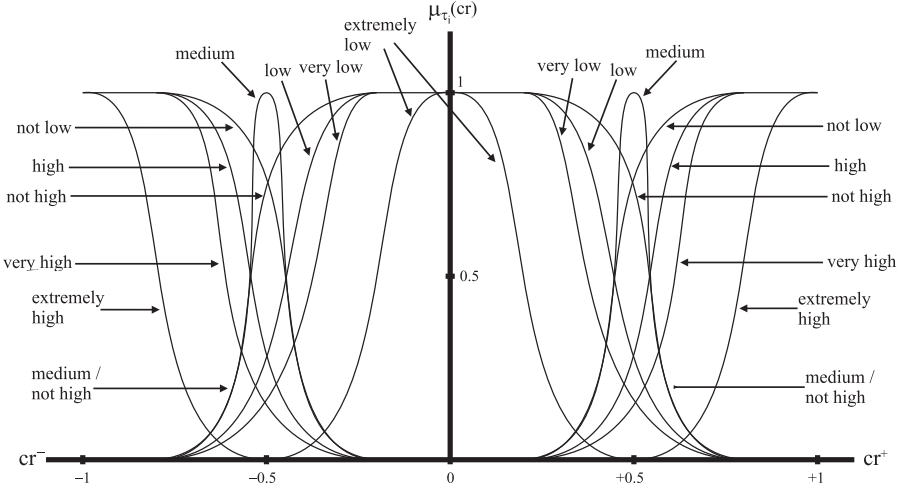 μτᵢ(cr)
extremely
low
medium
low
very low
very low
low
medium
1
not low
high
not high
very high
extremely
high
medium /
not high
0.5
not low
high
not high
very high
extremely
high
medium /
not high
cr⁻
cr⁺
−1
−0.5
0
+0.5
+1